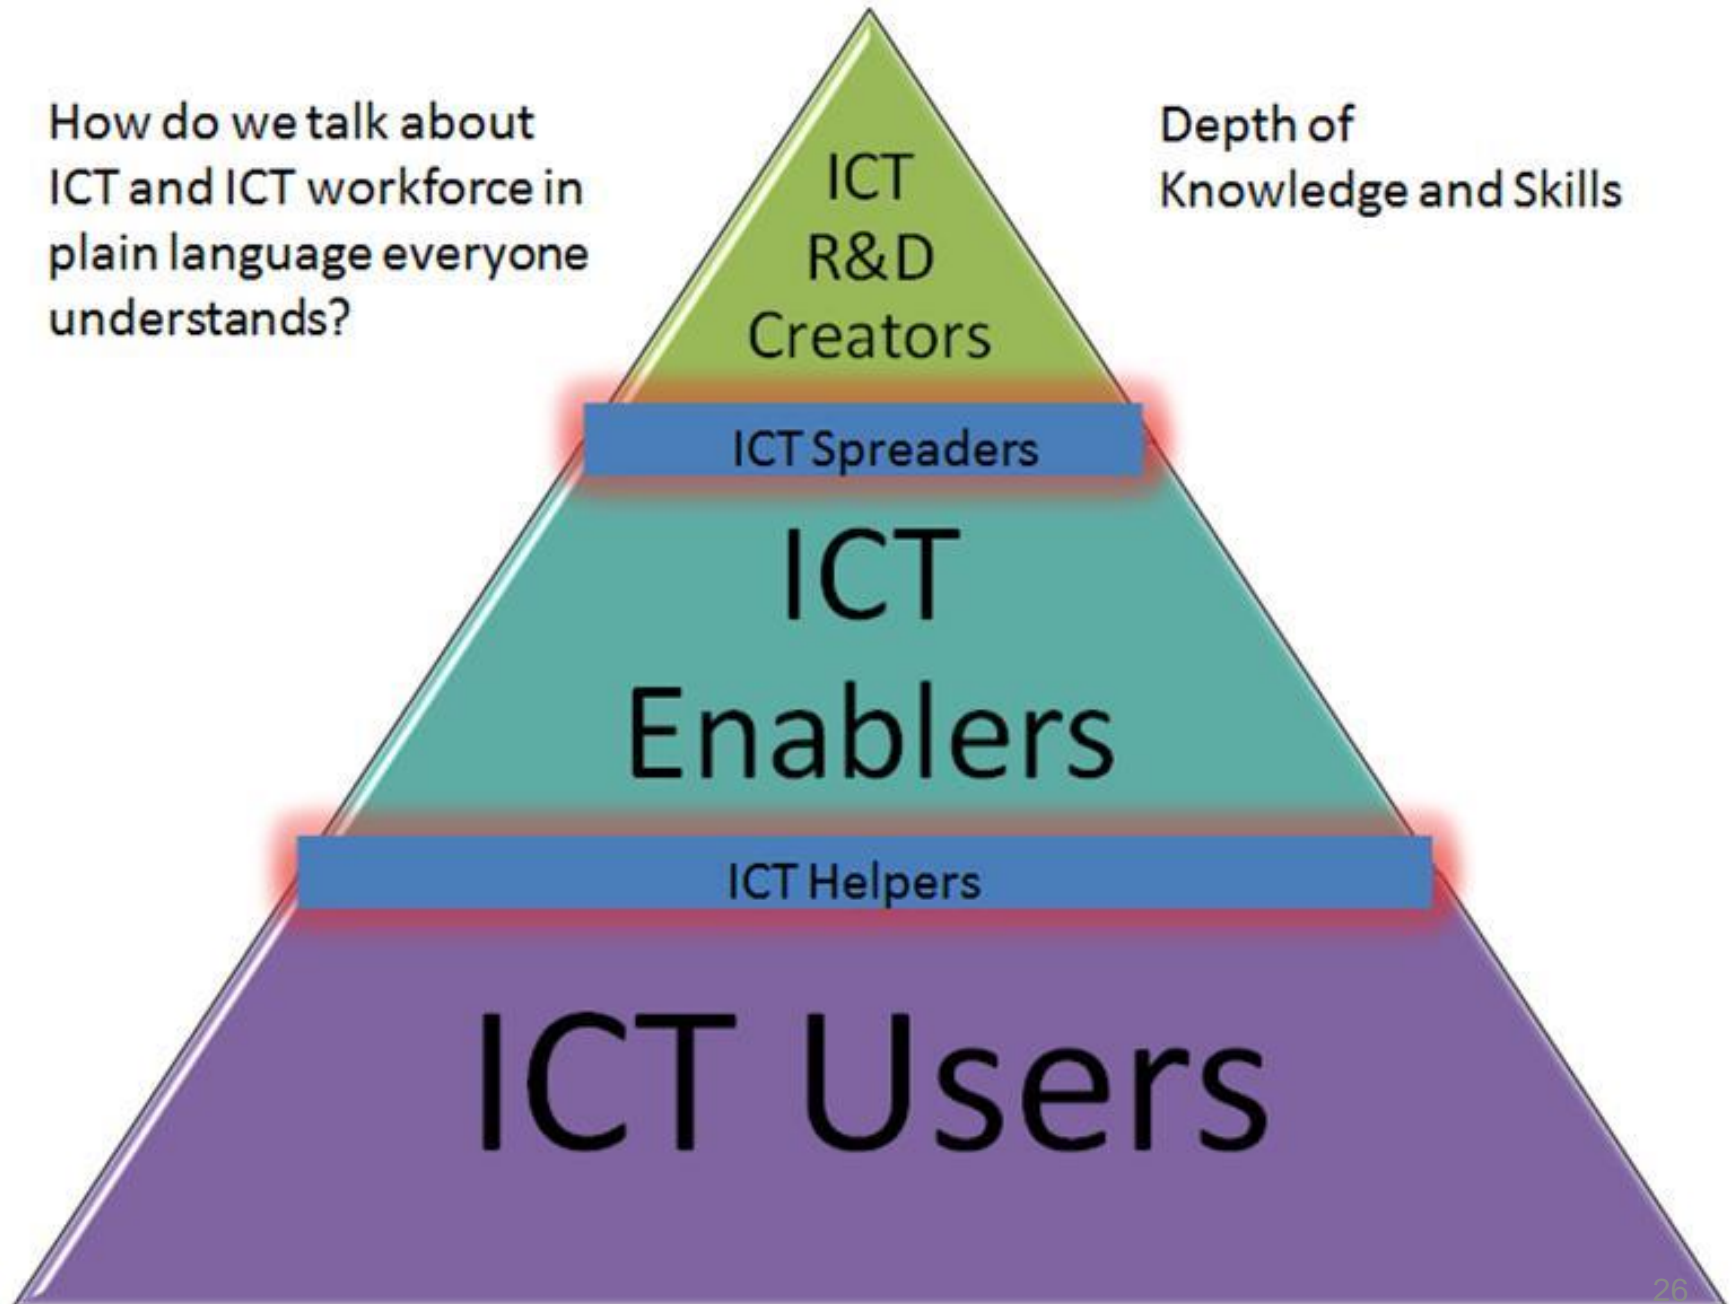 How do we talk about
ICT and ICT workforce in
plain language everyone
understands?
Depth of
Knowledge and Skills
ICT
R&D
Creators
ICT Spreaders
ICT
Enablers
ICT Helpers
ICT Users
26